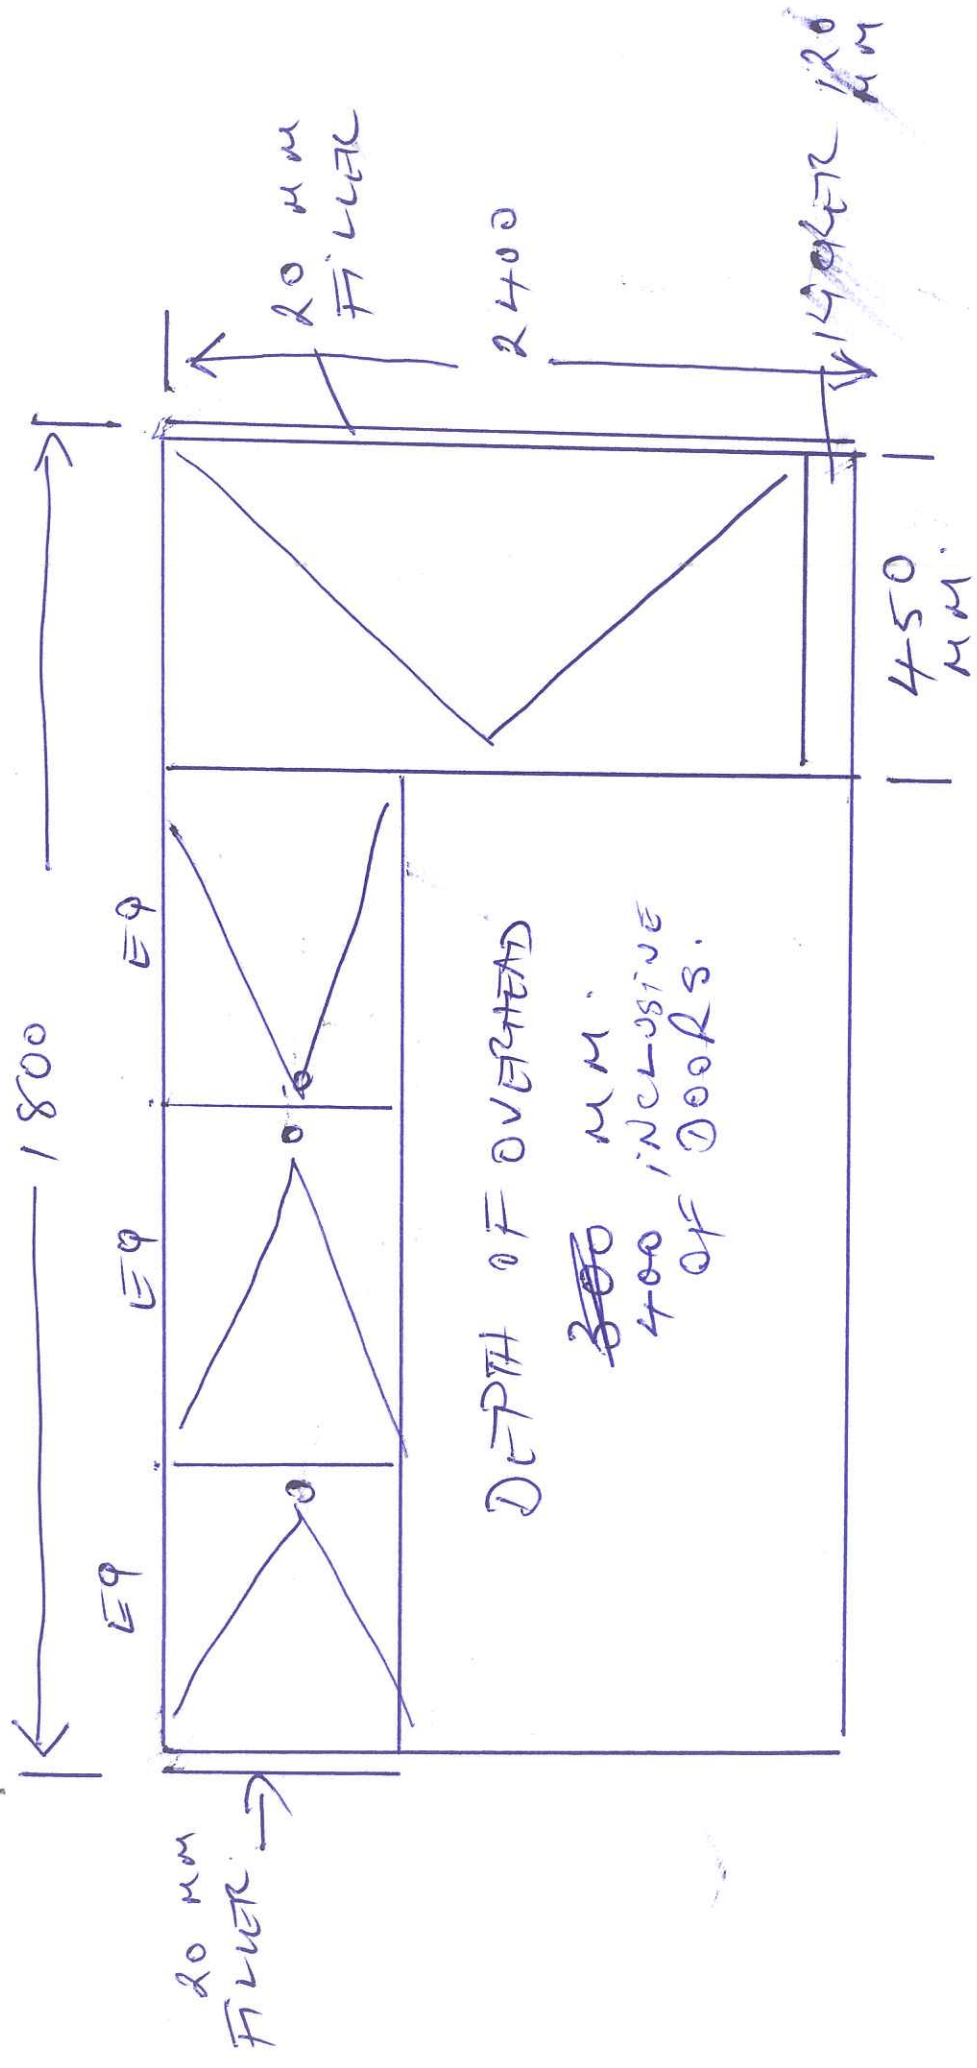 1800
EQ
EQ
EQ
20 MM
FILLER
20 MM
FILLER
2400
DEPTH OF OVERHEAD
300 MM.
400 INCLUSIVE
OF DOORS.
450
MM.
120
MM